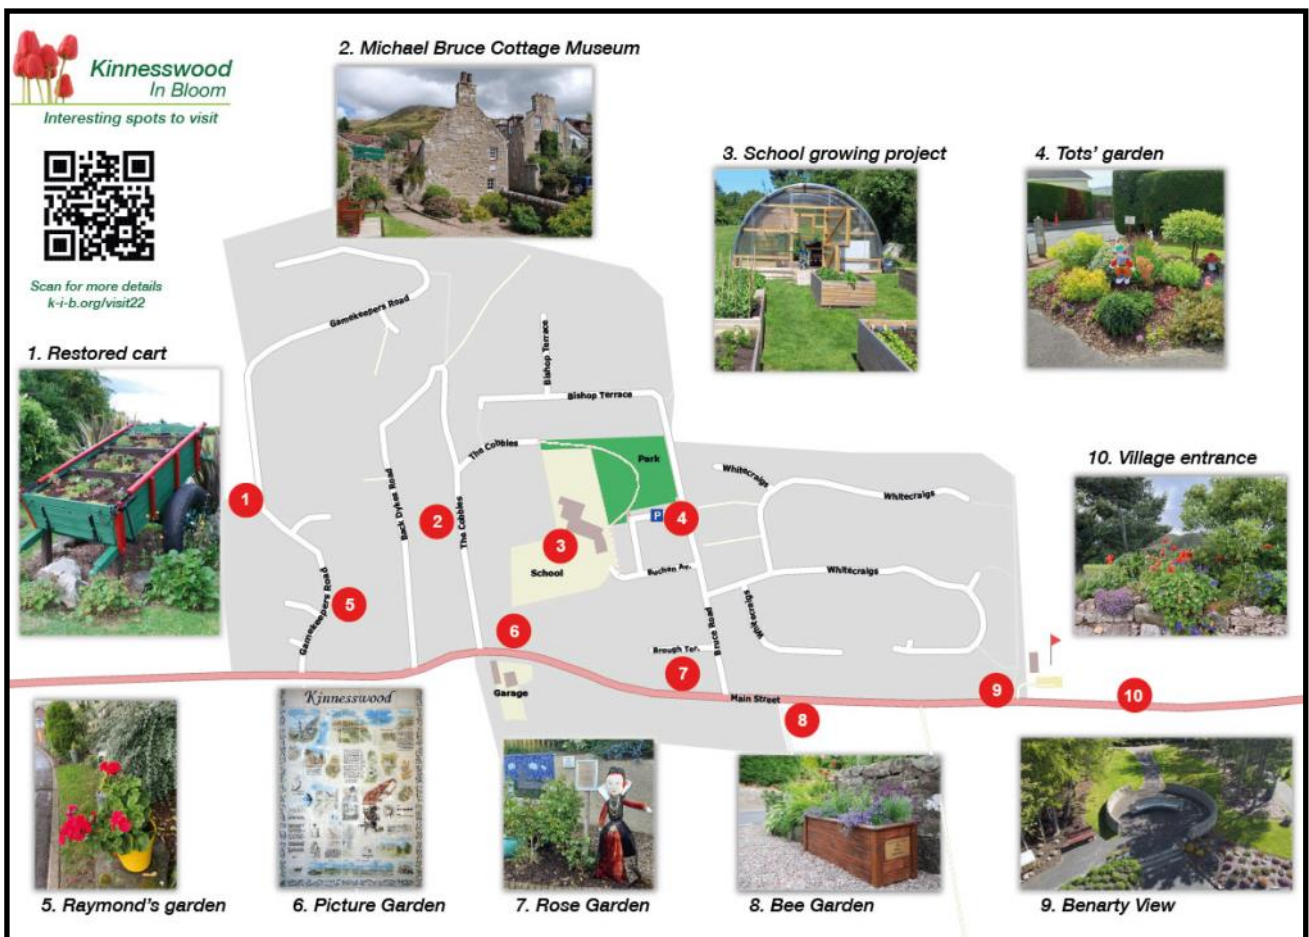 Kinnesswood
In Bloom
Interesting spots to visit
Scan for more details
k-i-b.org/visit22
2. Michael Bruce Cottage Museum
3. School growing project
4. Tots' garden
1. Restored cart
10. Village entrance
Gamekeepers Road
Bishop Terrace
Bishop Terrace
The Cobbles
Park
Whitecraigs
Whitecraigs
1
Back Dykes Road
2
The Cobbles
P
4
3
School
Buchan Av.
Whitecraigs
5
Gamekeepers Road
6
Bruce Road
Whitecraigs
Brough Ter.
7
Garage
Main Street
8
9
10
Kinnesswood
5. Raymond's garden
6. Picture Garden
7. Rose Garden
8. Bee Garden
9. Benarty View